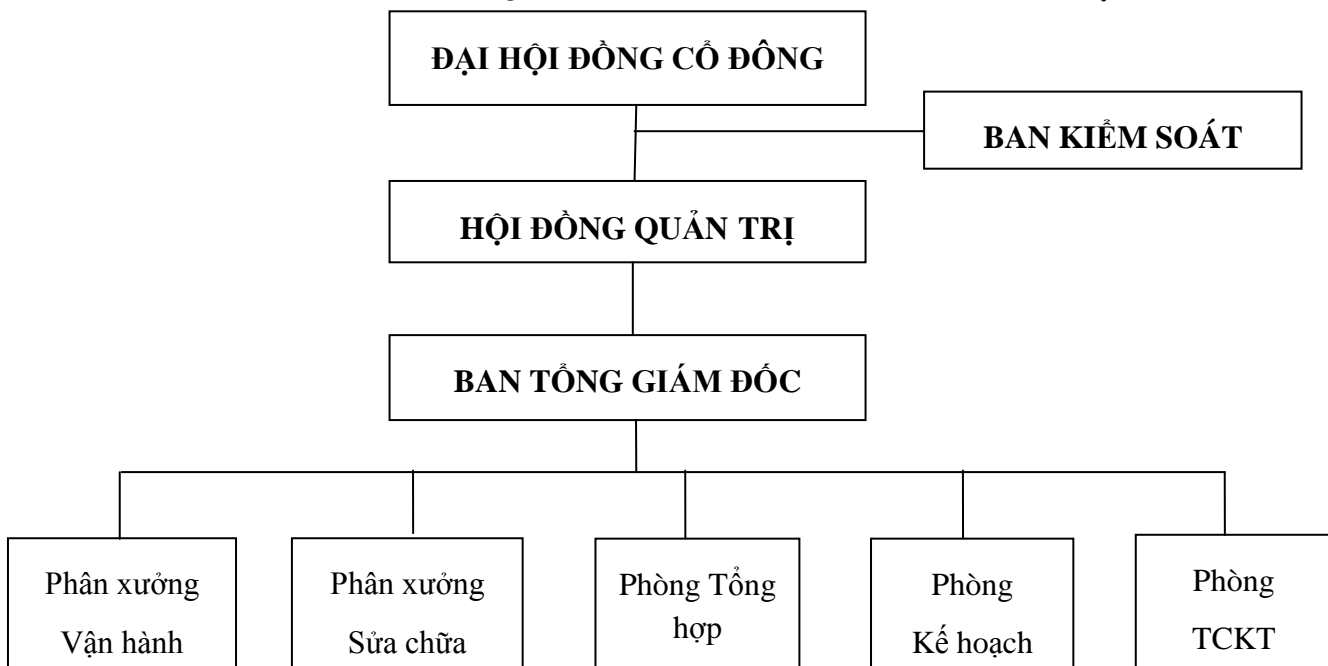 ĐẠI HỘI ĐỒNG CỔ ĐÔNG
BAN KIỂM SOÁT
HỘI ĐỒNG QUẢN TRỊ
BAN TỔNG GIÁM ĐỐC
Phân xưởng
Vận hành
Phân xưởng
Sửa chữa
Phòng Tổng
hợp
Phòng
Kế hoạch
Phòng
TCKT